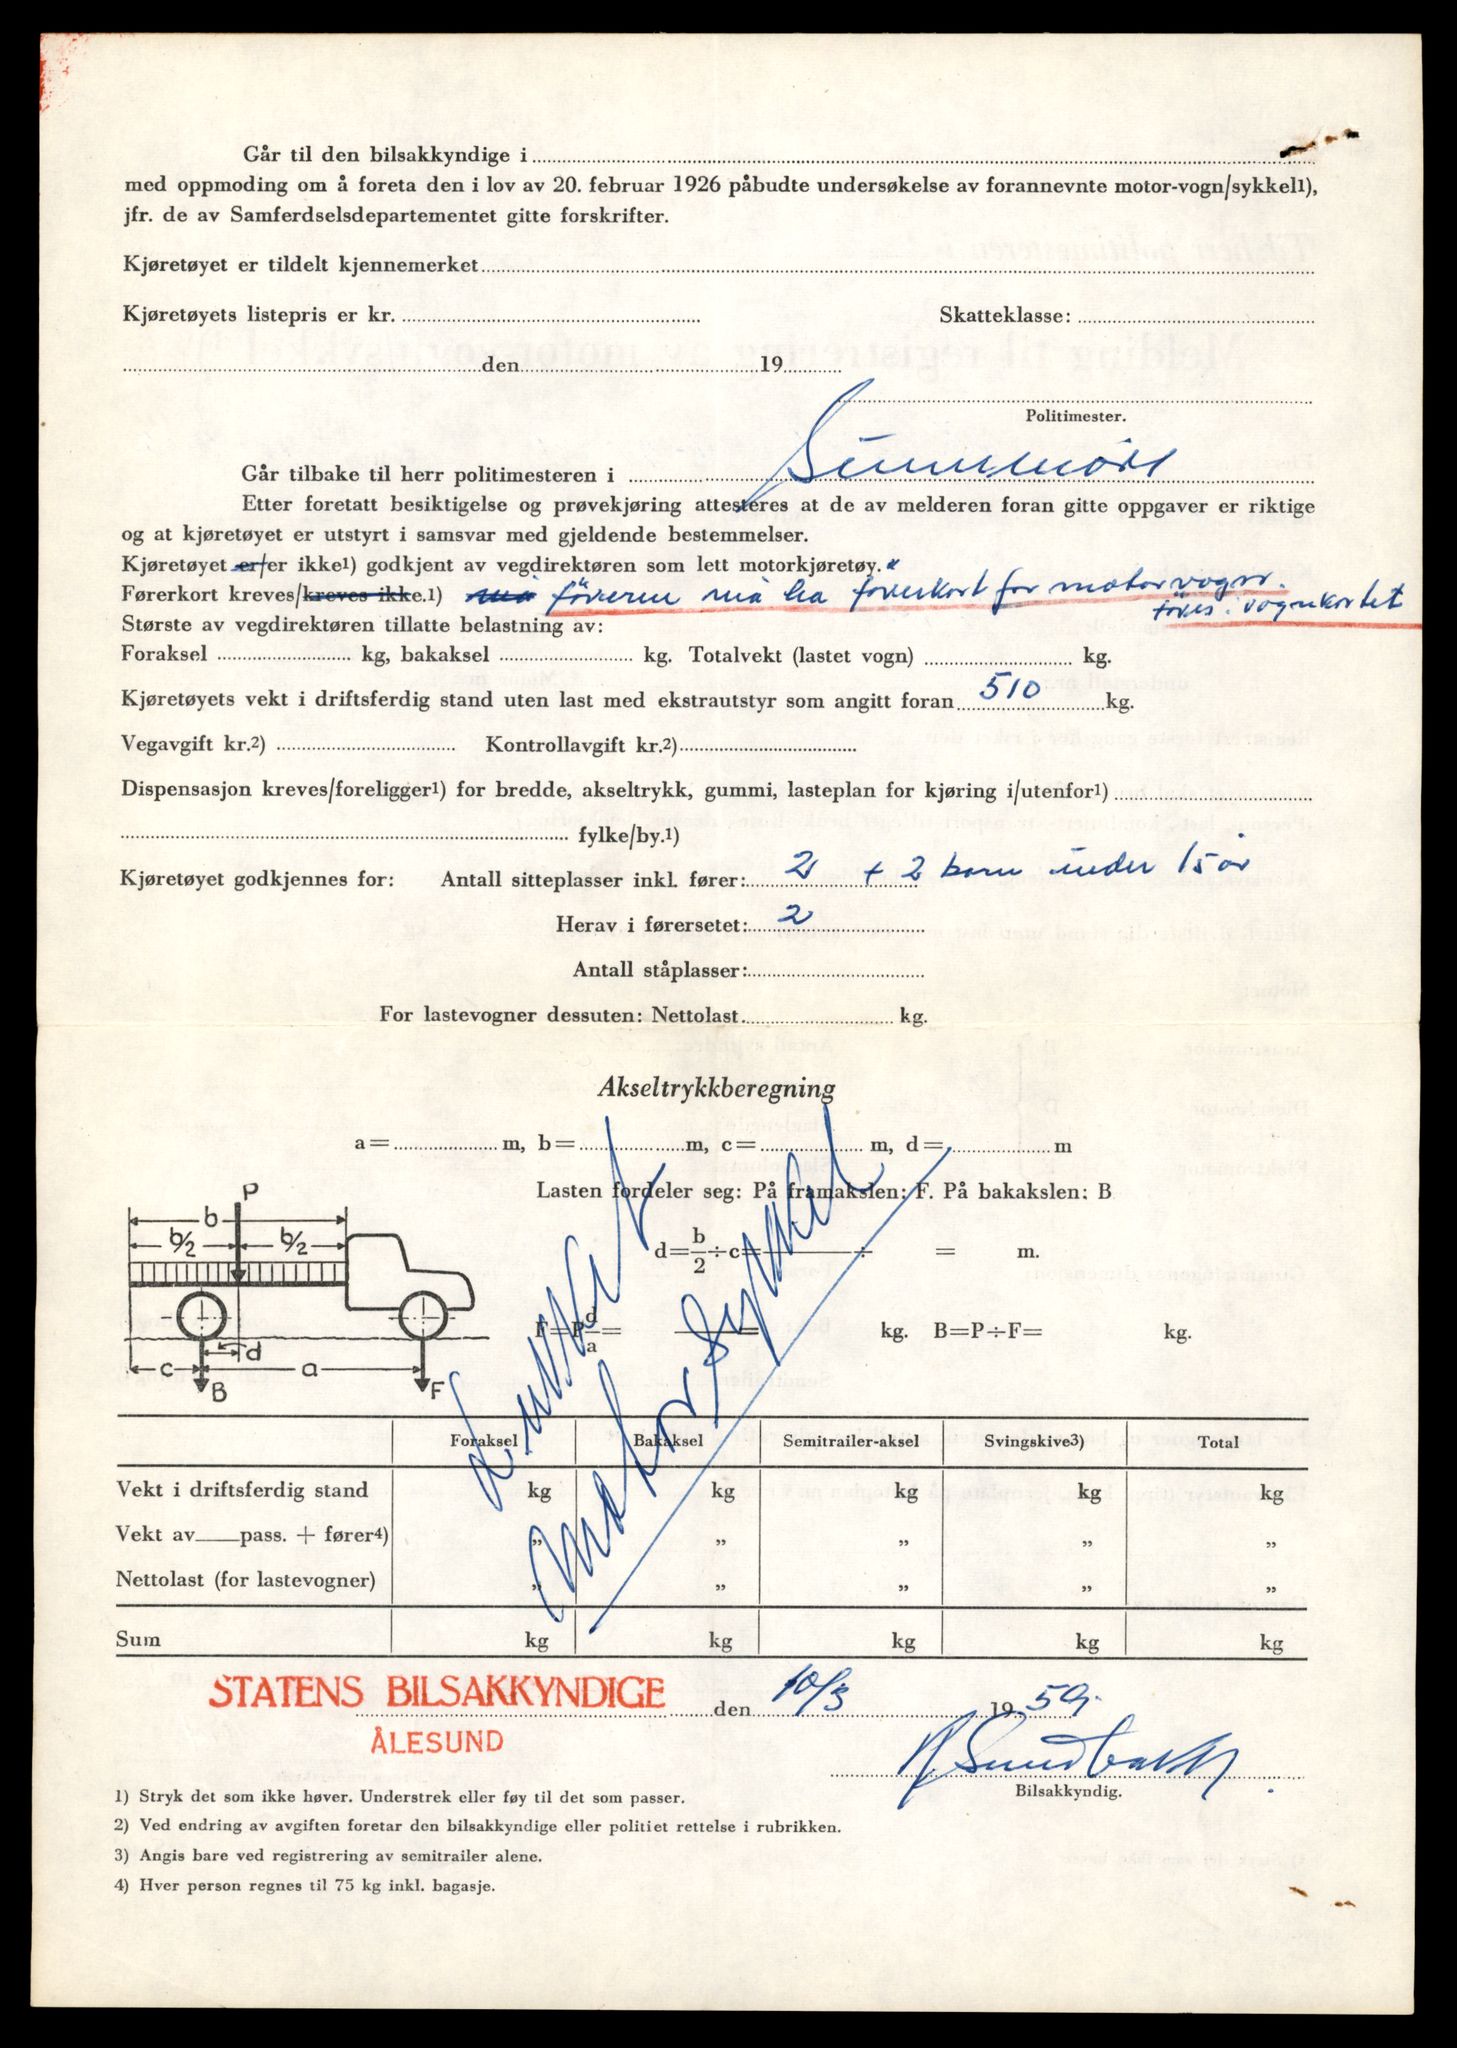 Går til den bilsakkyndige i
med oppmoding om å foreta den i lov av 20. februar 1926 påbudte undersøkelse av forannevnte motor-vogn/sykkel1),
jfr. de av Samferdselsdepartementet gitte forskrifter.
Kjøretøyet er tildelt kjennemerket
Kjøretøyets listepris er kr. Skatteklasse:
den 19
Politimester.
Går tilbake til herr politimesteren i Sunnmöre
Etter foretatt besiktigelse og prøvekjøring attesteres at de av melderen foran gitte oppgaver er riktige
og at kjøretøyet er utstyrt i samsvar med gjeldende bestemmelser.
Kjøretøyet er/er ikke1) godkjent av vegdirektøren som lett motorkjøretøy.
Førerkort kreves/kreves ikke.1) må föreren må ha förerkort for motorvogn.
föres i vognkortet
Største av vegdirektøren tillatte belastning av:
Foraksel kg, bakaksel kg. Totalvekt (lastet vogn) kg.
Kjøretøyets vekt i driftsferdig stand uten last med ekstrautstyr som angitt foran 510 kg.
Vegavgift kr.2) Kontrollavgift kr.2)
Dispensasjon kreves/foreligger1) for bredde, akseltrykk, gummi, lasteplan for kjøring i/utenfor1)
fylke/by.1)
Kjøretøyet godkjennes for: Antall sitteplasser inkl. fører: 2 + 2 barn under 15 år
Herav i førersetet: 2
Antall ståplasser:
For lastevogner dessuten: Nettolast kg.
Akseltrykkberegning
a= m, b= m, c= m, d= m
Lasten fordeler seg: På framakslen: F. På bakakslen: B
P
b
b/2 b/2
d=b/2÷c= ÷ = m.
F=P d/a= = kg. B=P÷F= kg.
c d a
B F
Motorsykkel
Foraksel Bakaksel Semitrailer-aksel Svingskive3) Total
Vekt i driftsferdig stand kg kg kg kg kg
Vekt av pass. + fører4) „ „ „ „ „
Nettolast (for lastevogner) „ „ „ „ „
Sum kg kg kg kg kg
STATENS BILSAKKYNDIGE den 10/3 19 59.
ÅLESUND
Sundbakk
Bilsakkyndig.
1) Stryk det som ikke høver. Understrek eller føy til det som passer.
2) Ved endring av avgiften foretar den bilsakkyndige eller politiet rettelse i rubrikken.
3) Angis bare ved registrering av semitrailer alene.
4) Hver person regnes til 75 kg inkl. bagasje.